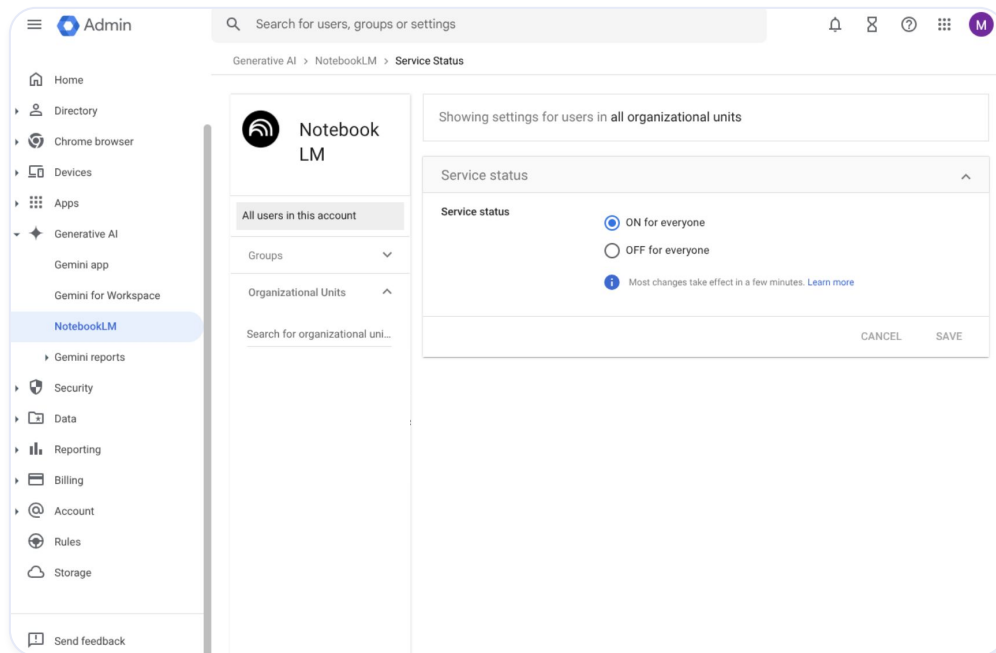 Admin
Search for users, groups or settings
M
Generative AI > NotebookLM > Service Status
Home
Directory
Chrome browser
Devices
Apps
Generative AI
Gemini app
Gemini for Workspace
NotebookLM
Gemini reports
Security
Data
Reporting
Billing
Account
Rules
Storage
Send feedback
Notebook
LM
All users in this account
Groups
Organizational Units
Search for organizational uni...
Showing settings for users in all organizational units
Service status
Service status
ON for everyone
OFF for everyone
Most changes take effect in a few minutes. Learn more
CANCEL SAVE